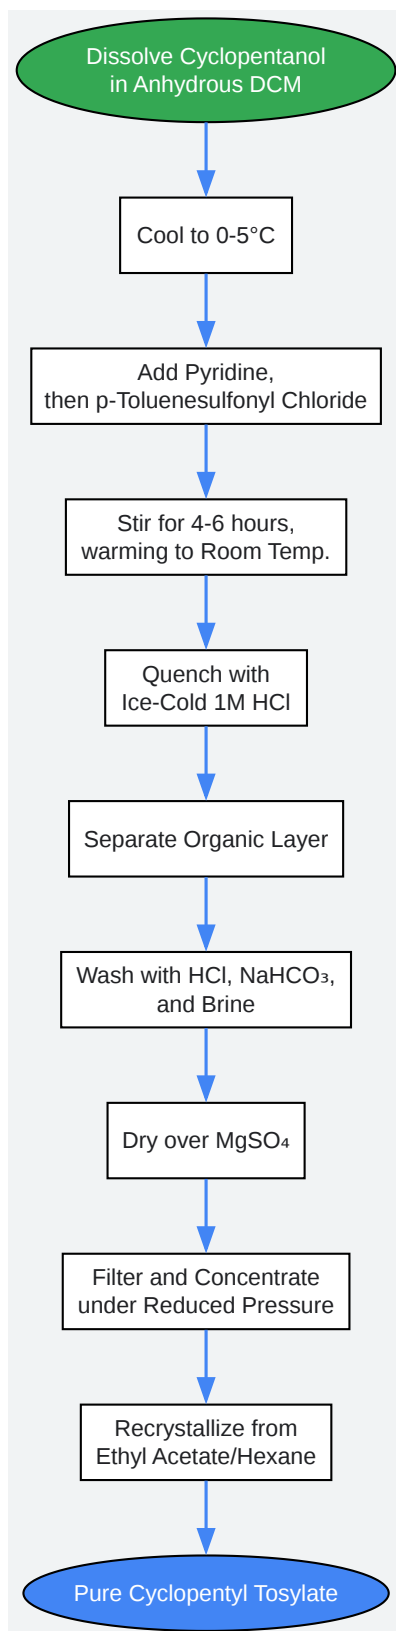 Dissolve Cyclopentanol
in Anhydrous DCM
Cool to 0-5°C
Add Pyridine,
then p-Toluenesulfonyl Chloride
Stir for 4-6 hours,
warming to Room Temp.
Quench with
Ice-Cold 1M HCl
Separate Organic Layer
Wash with HCl, NaHCO₃,
and Brine
Dry over MgSO₄
Filter and Concentrate
under Reduced Pressure
Recrystallize from
Ethyl Acetate/Hexane
Pure Cyclopentyl Tosylate